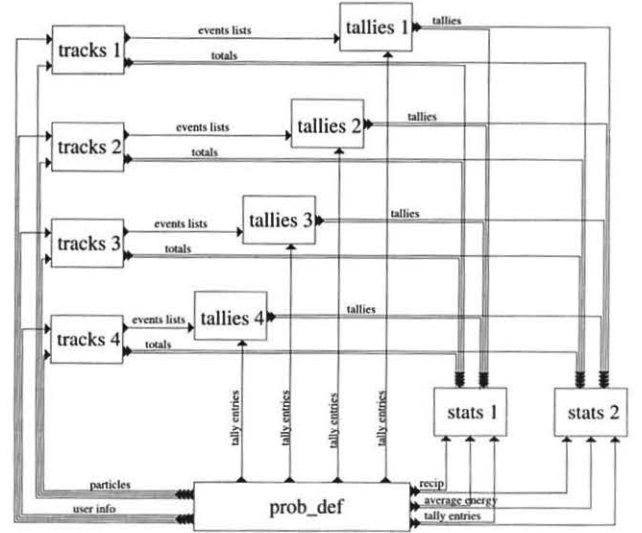 tallies 1
tallies
events lists
tracks 1
totals
tallies 2
tallies
events lists
tracks 2
totals
tallies 3
tallies
events lists
tracks 3
totals
tallies 4
tallies
events lists
tracks 4
totals
tally entries
tally entries
tally entries
tally entries
stats 1
stats 2
particles
recip
user info
prob_def
average energy
tally entries